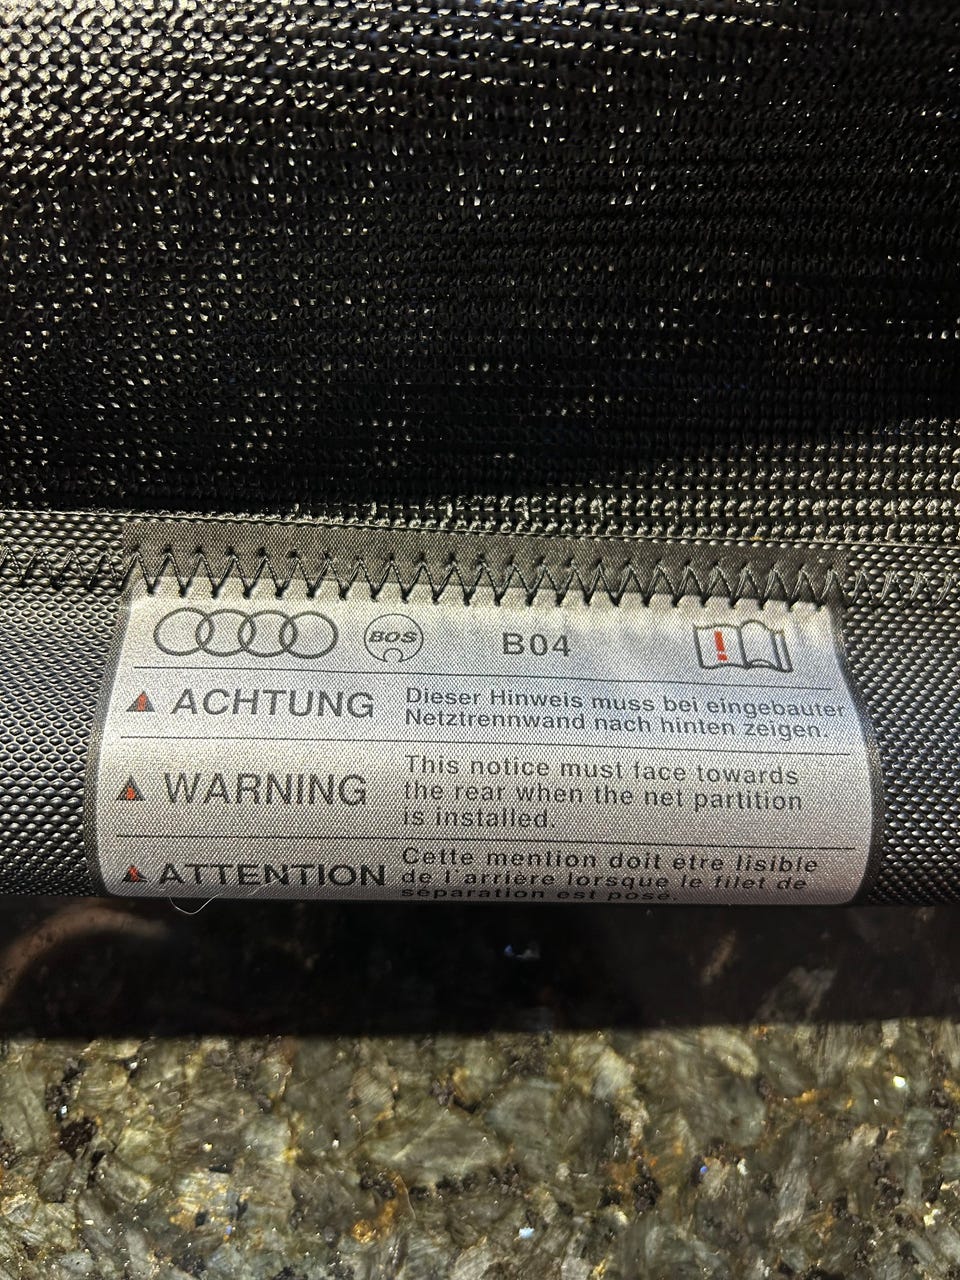 BOS B04
ACHTUNG Dieser Hinweis muss bei eingebauter
Netztrennwand nach hinten zeigen.
WARNING This notice must face towards
the rear when the net partition
is installed.
ATTENTION Cette mention doit être lisible
de l'arrière lorsque le filet de
séparation est posé.